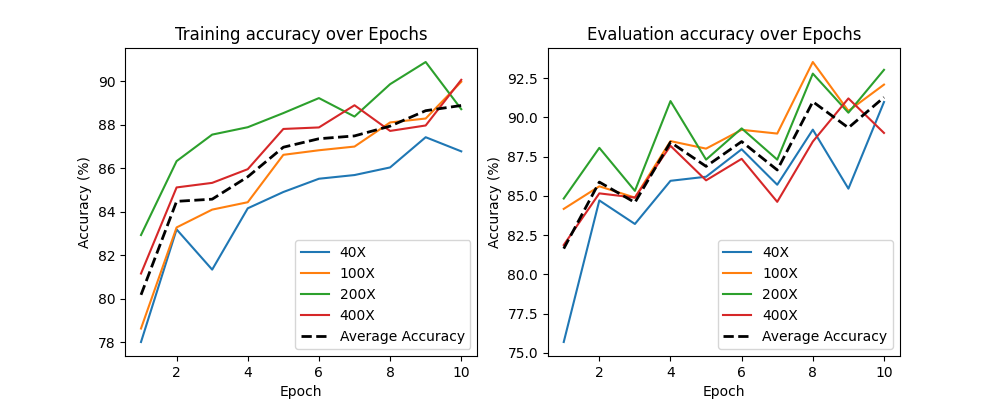 Training accuracy over Epochs
Accuracy (%)
90
88
86
84
82
80
78
2
4
6
8
10
Epoch
40X
100X
200X
400X
Average Accuracy
Evaluation accuracy over Epochs
Accuracy (%)
92.5
90.0
87.5
85.0
82.5
80.0
77.5
75.0
2
4
6
8
10
Epoch
40X
100X
200X
400X
Average Accuracy